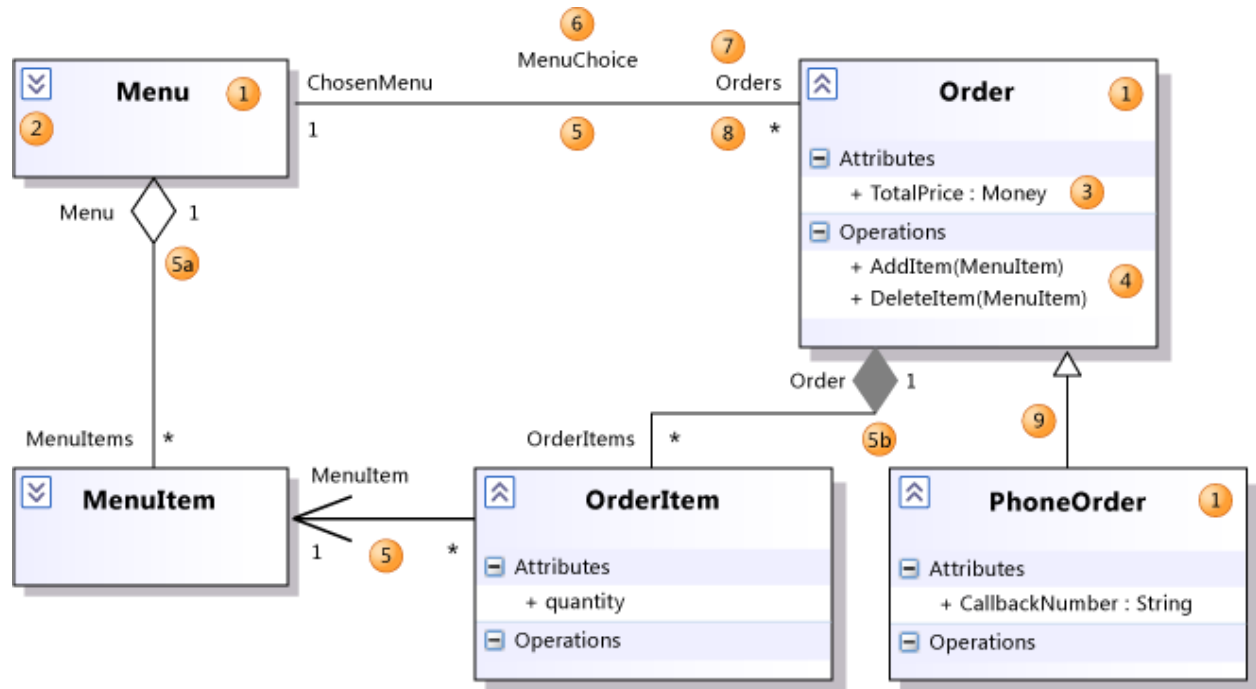 6
MenuChoice
7
Menu
1
2
ChosenMenu
1
5
Orders
8
*
Order
1
Attributes
+ TotalPrice : Money
3
Operations
+ AddItem(MenuItem)
+ DeleteItem(MenuItem)
4
Menu
1
5a
Order
1
5b
9
MenuItems
*
OrderItems
*
MenuItem
MenuItem
1
5
*
OrderItem
Attributes
+ quantity
Operations
PhoneOrder
1
Attributes
+ CallbackNumber : String
Operations